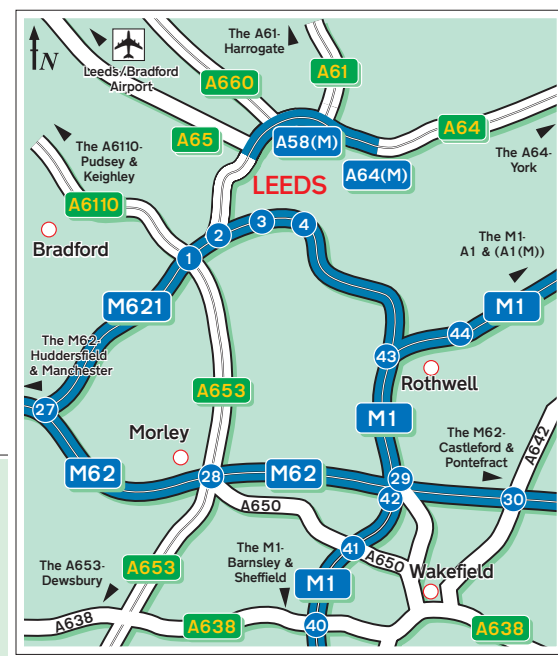 The A61-
Harrogate
N
Leeds/Bradford
Airport
A660
A61
A65
A58(M)
A64
The A6110-
Pudsey &
Keighley
A64(M)
The A64-
York
LEEDS
A6110
Bradford
2
3
4
1
The M1-
A1 & (A1(M))
M621
M1
44
The M62-
Huddersfield
& Manchester
43
Rothwell
A653
27
M1
Morley
The M62-
Castleford &
Pontefract
A642
M62
28
M62
29
42
30
A650
41
A650
The A653-
Dewsbury
A653
The M1-
Barnsley &
Sheffield
M1
Wakefield
A638
A638
40
A638